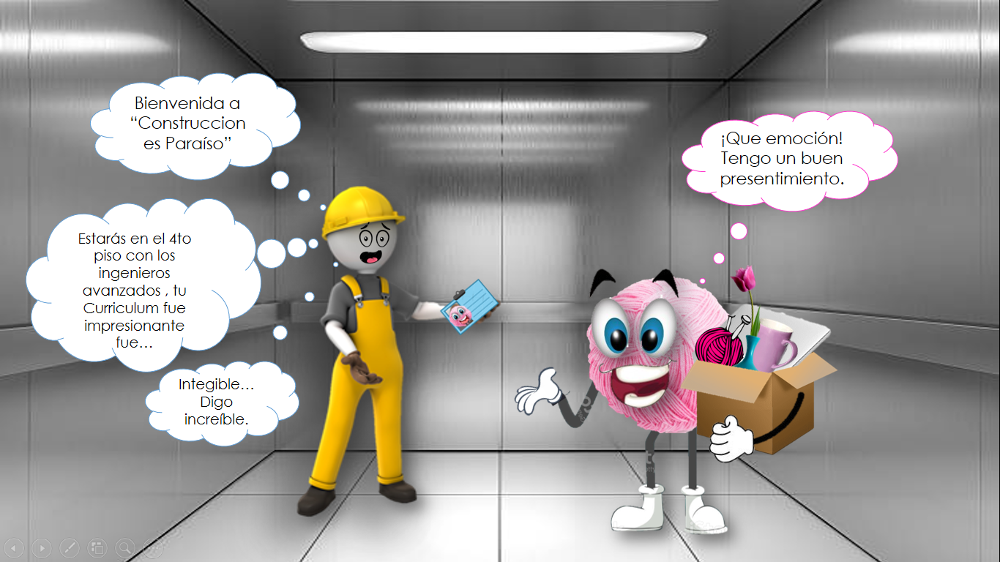 Bienvenida a
“Construccion
es Paraíso”
Estarás en el 4to
piso con los
ingenieros
avanzados , tu
Curriculum fue
impresionante
fue…
Integible…
Digo
increíble.
¡Que emoción!
Tengo un buen
presentimiento.